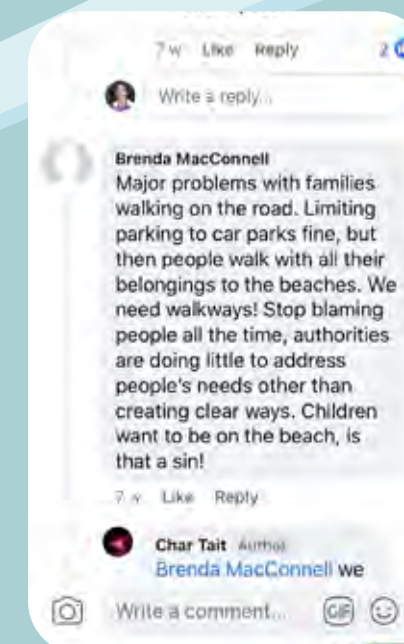 7 w Like Reply 2
Write a reply...
Brenda MacConnell
Major problems with families
walking on the road. Limiting
parking to car parks fine, but
then people walk with all their
belongings to the beaches. We
need walkways! Stop blaming
people all the time, authorities
are doing little to address
people's needs other than
creating clear ways. Children
want to be on the beach, is
that a sin!
7 w Like Reply
Char Tait Author
Brenda MacConnell we
Write a comment... GIF